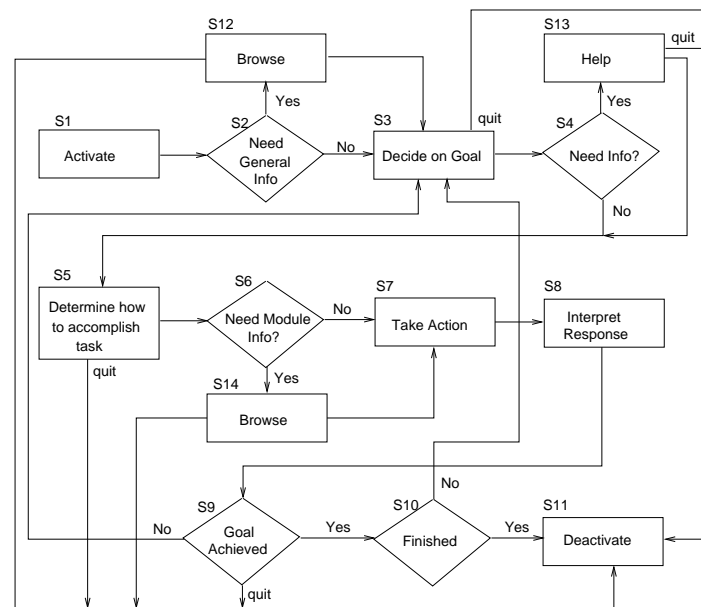 S12
Browse
Yes
S13
Help
quit
Yes
S1
Activate
S2
Need
General
Info
No
S3
Decide on Goal
quit
S4
Need Info?
No
S5
Determine how
to accomplish
task
quit
S6
Need Module
Info?
No
Yes
S7
Take Action
S8
Interpret
Response
S14
Browse
S9
Goal
Achieved
No
Yes
quit
S10
Finished
No
Yes
S11
Deactivate